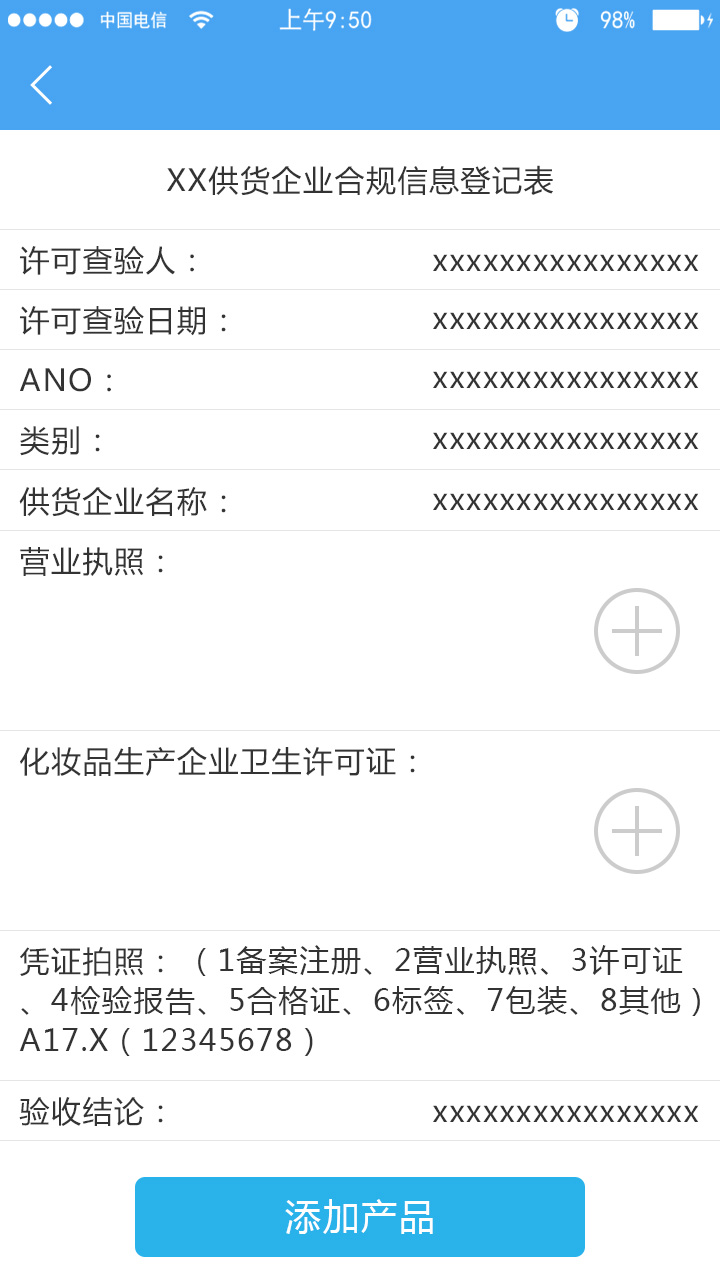 中国电信 上午9:50 98%
XX供货企业合规信息登记表
许可查验人： xxxxxxxxxxxxxxxx
许可查验日期： xxxxxxxxxxxxxxxx
ANO： xxxxxxxxxxxxxxxx
类别： xxxxxxxxxxxxxxxx
供货企业名称： xxxxxxxxxxxxxxxx
营业执照：
化妆品生产企业卫生许可证：
凭证拍照：（1备案注册、2营业执照、3许可证
、4检验报告、5合格证、6标签、7包装、8其他）
A17.X（12345678）
验收结论： xxxxxxxxxxxxxxxx
添加产品